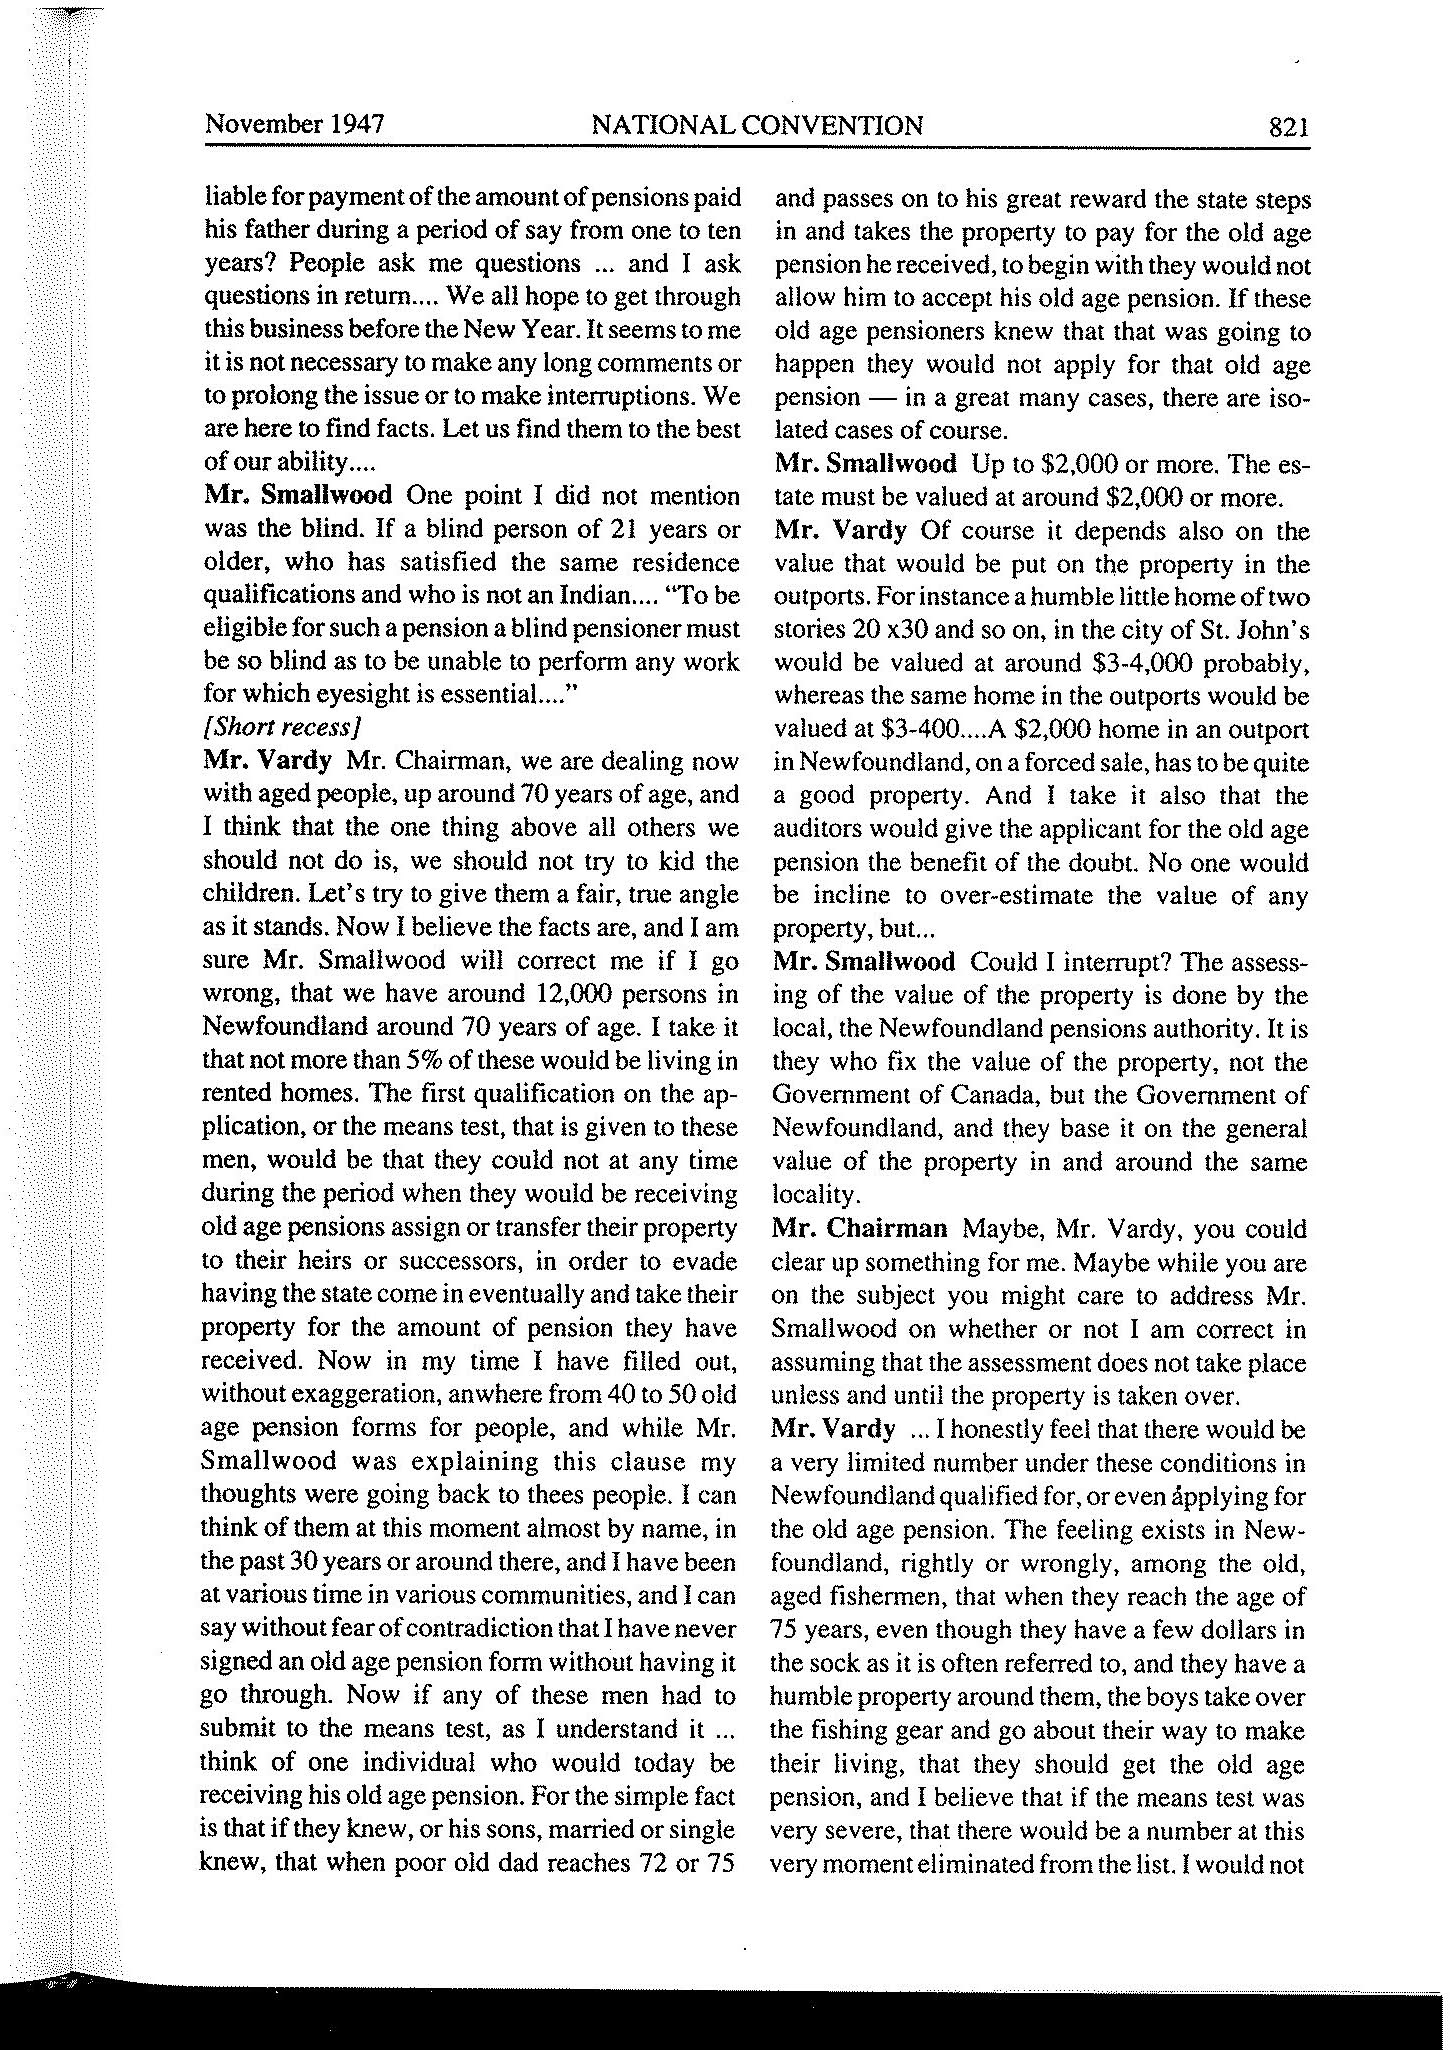 November 1947 NATIONAL CONVENTION 821
liable for payment of the amount of pensions paid
his father during a period of say from one to ten
years? People ask me questions ... and I ask
questions in return.... We all hope to get through
this business before the New Year. It seems to me
it is not necessary to make any long comments or
to prolong the issue or to make interruptions. We
are here to find facts. Let us find them to the best
of our ability....
Mr. Smallwood One point I did not mention
was the blind. If a blind person of 21 years or
older, who has satisfied the same residence
qualifications and who is not an Indian.... "To be
eligible for such a pension a blind pensioner must
be so blind as to be unable to perform any work
for which eyesight is essential...."
[Short recess]
Mr. Vardy Mr. Chairman, we are dealing now
with aged people, up around 70 years of age, and
I think that the one thing above all others we
should not do is, we should not try to kid the
children. Let's try to give them a fair, true angle
as it stands. Now I believe the facts are, and I am
sure Mr. Smallwood will correct me if I go
wrong, that we have around 12,000 persons in
Newfoundland around 70 years of age. I take it
that not more than 5% of these would be living in
rented homes. The first qualification on the ap-
plication, or the means test, that is given to these
men, would be that they could not at any time
during the period when they would be receiving
old age pensions assign or transfer their property
to their heirs or successors, in order to evade
having the state come in eventually and take their
property for the amount of pension they have
received. Now in my time I have filled out,
without exaggeration, anwhere from 40 to 50 old
age pension forms for people, and while Mr.
Smallwood was explaining this clause my
thoughts were going back to thees people. I can
think of them at this moment almost by name, in
the past 30 years or around there, and I have been
at various time in various communities, and I can
say without fear of contradiction that I have never
signed an old age pension form without having it
go through. Now if any of these men had to
submit to the means test, as I understand it ...
think of one individual who would today be
receiving his old age pension. For the simple fact
is that if they knew, or his sons, married or single
knew, that when poor old dad reaches 72 or 75
and passes on to his great reward the state steps
in and takes the property to pay for the old age
pension he received, to begin with they would not
allow him to accept his old age pension. If these
old age pensioners knew that that was going to
happen they would not apply for that old age
pension — in a great many cases, there are iso-
lated cases of course.
Mr. Smallwood Up to $2,000 or more. The es-
tate must be valued at around $2,000 or more.
Mr. Vardy Of course it depends also on the
value that would be put on the property in the
outports. For instance a humble little home of two
stories 20 x30 and so on, in the city of St. John's
would be valued at around $3-4,000 probably,
whereas the same home in the outports would be
valued at $3-400....A $2,000 home in an outport
in Newfoundland, on a forced sale, has to be quite
a good property. And I take it also that the
auditors would give the applicant for the old age
pension the benefit of the doubt. No one would
be incline to over-estimate the value of any
property, but...
Mr. Smallwood Could I interrupt? The assess-
ing of the value of the property is done by the
local, the Newfoundland pensions authority. It is
they who fix the value of the property, not the
Government of Canada, but the Government of
Newfoundland, and they base it on the general
value of the property in and around the same
locality.
Mr. Chairman Maybe, Mr. Vardy, you could
clear up something for me. Maybe while you are
on the subject you might care to address Mr.
Smallwood on whether or not I am correct in
assuming that the assessment does not take place
unless and until the property is taken over.
Mr. Vardy ... I honestly feel that there would be
a very limited number under these conditions in
Newfoundland qualified for, or even applying for
the old age pension. The feeling exists in New-
foundland, rightly or wrongly, among the old,
aged fishermen, that when they reach the age of
75 years, even though they have a few dollars in
the sock as it is often referred to, and they have a
humble property around them, the boys take over
the fishing gear and go about their way to make
their living, that they should get the old age
pension, and I believe that if the means test was
very severe, that there would be a number at this
very moment eliminated from the list. I would not